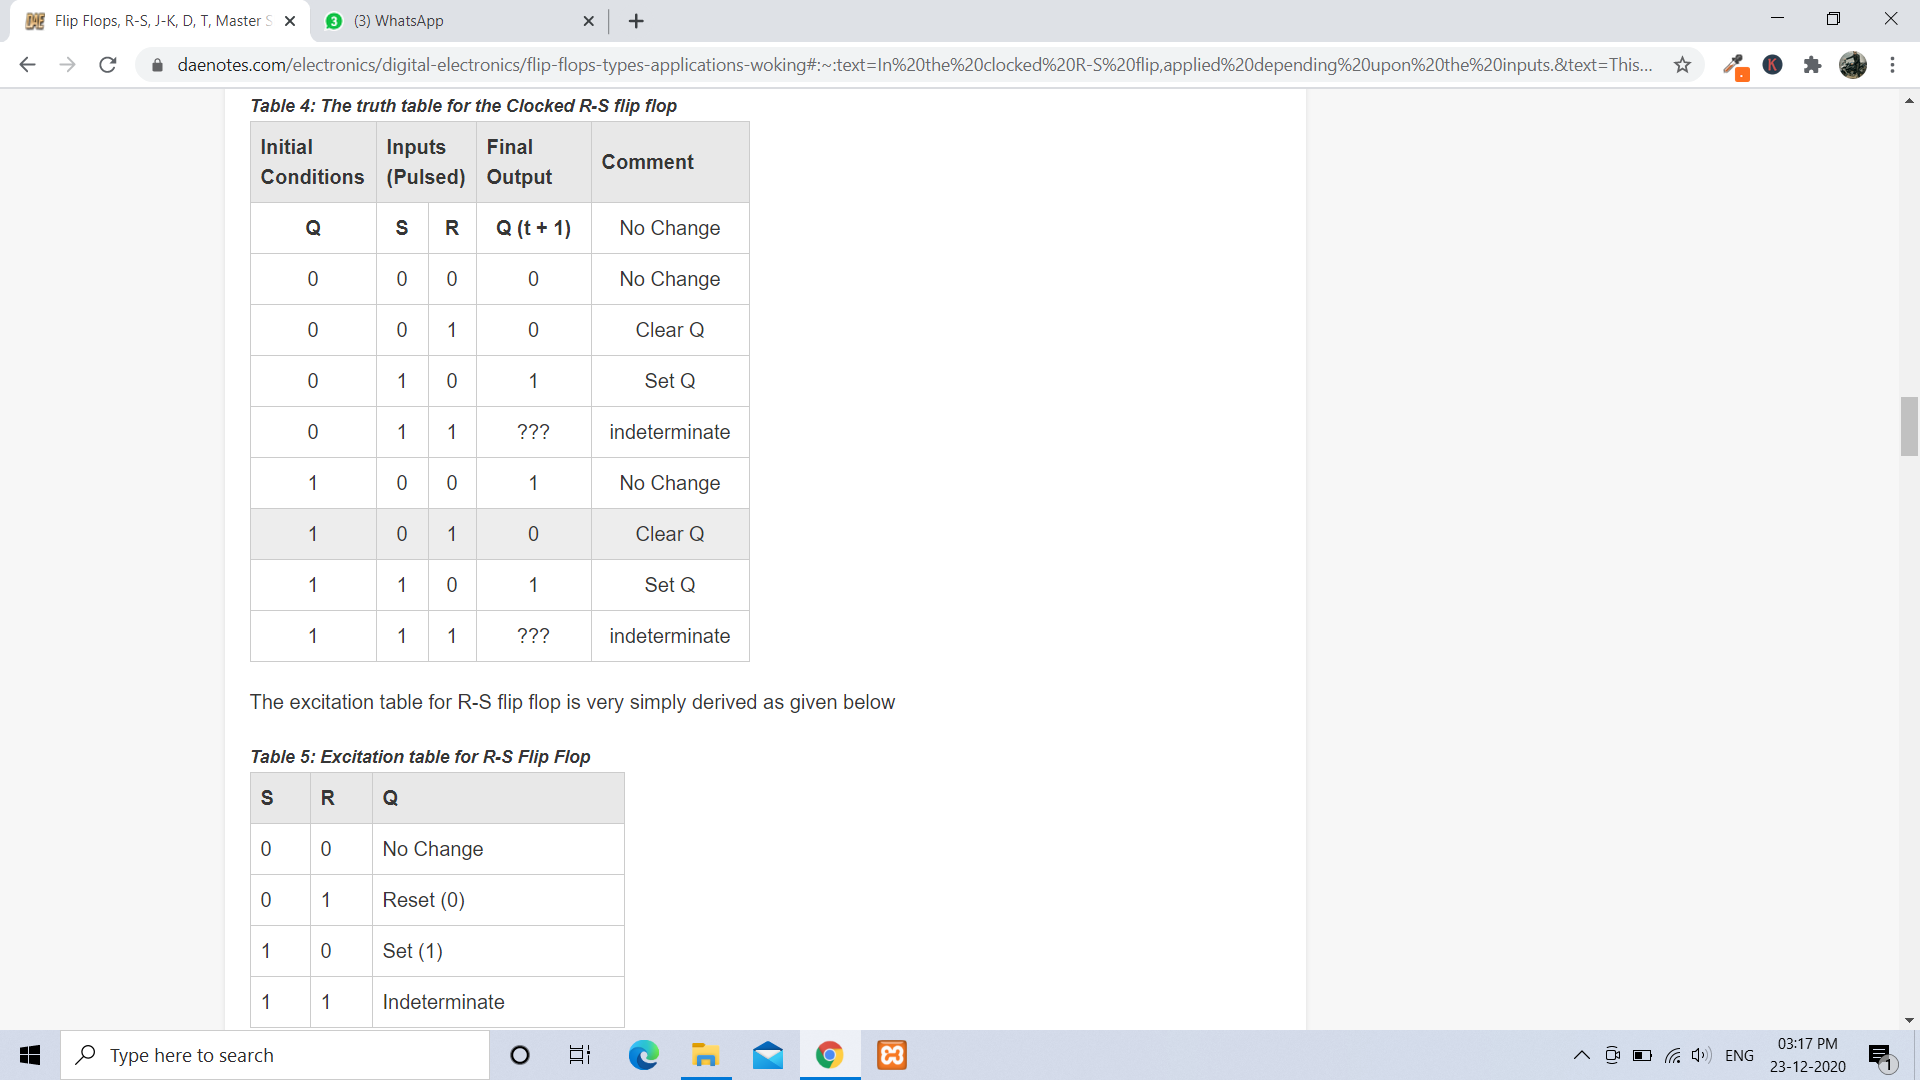 Flip Flops, R-S, J-K, D, T, Master S
3 (3) WhatsApp
daenotes.com/electronics/digital-electronics/flip-flops-types-applications-woking#:~:text=In%20the%20clocked%20R-S%20flip,applied%20depending%20upon%20the%20inputs.&text=This...
K
Table 4: The truth table for the Clocked R-S flip flop
Initial Conditions Inputs (Pulsed) Final Output Comment
Q S R Q (t + 1) No Change
0 0 0 0 No Change
0 0 1 0 Clear Q
0 1 0 1 Set Q
0 1 1 ??? indeterminate
1 0 0 1 No Change
1 0 1 0 Clear Q
1 1 0 1 Set Q
1 1 1 ??? indeterminate
The excitation table for R-S flip flop is very simply derived as given below
Table 5: Excitation table for R-S Flip Flop
S R Q
0 0 No Change
0 1 Reset (0)
1 0 Set (1)
1 1 Indeterminate
Type here to search
ENG
03:17 PM
23-12-2020
1